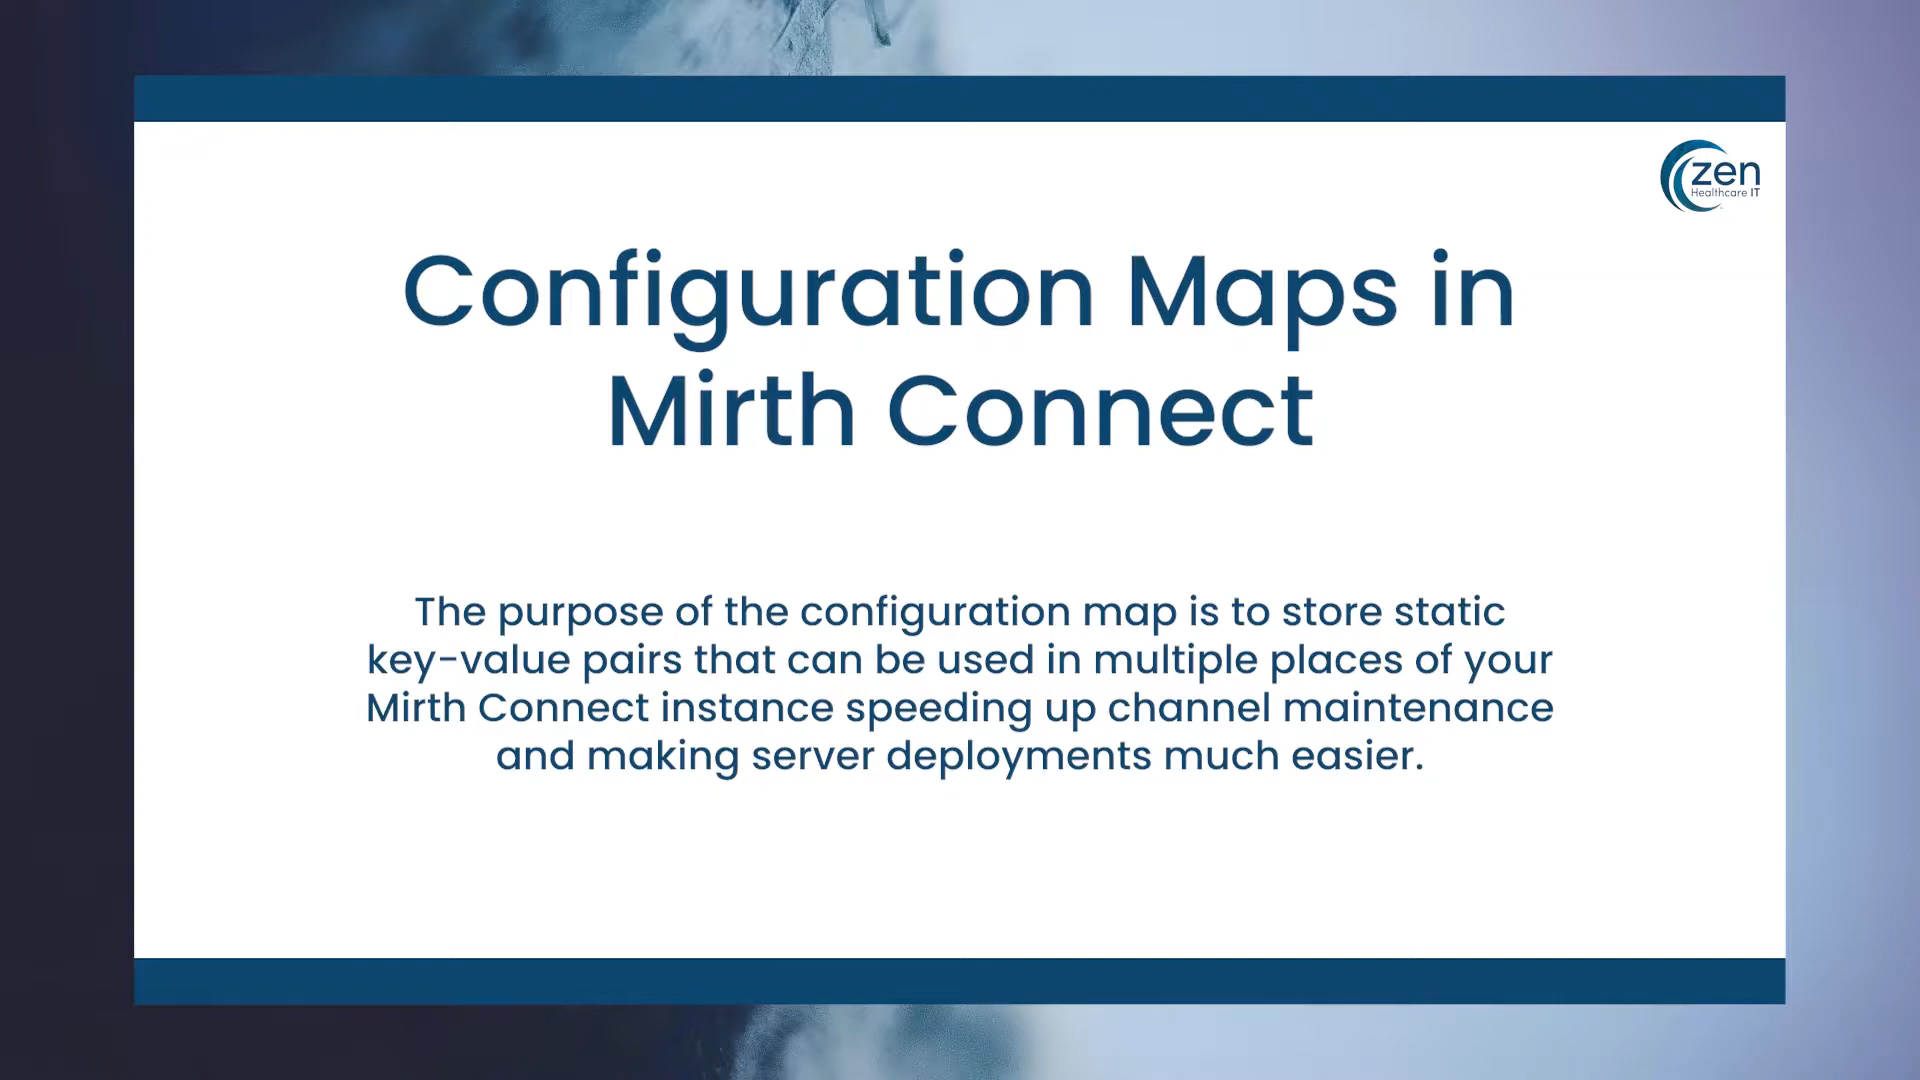 zen
Healthcare IT
Configuration Maps in
Mirth Connect
The purpose of the configuration map is to store static
key-value pairs that can be used in multiple places of your
Mirth Connect instance speeding up channel maintenance
and making server deployments much easier.